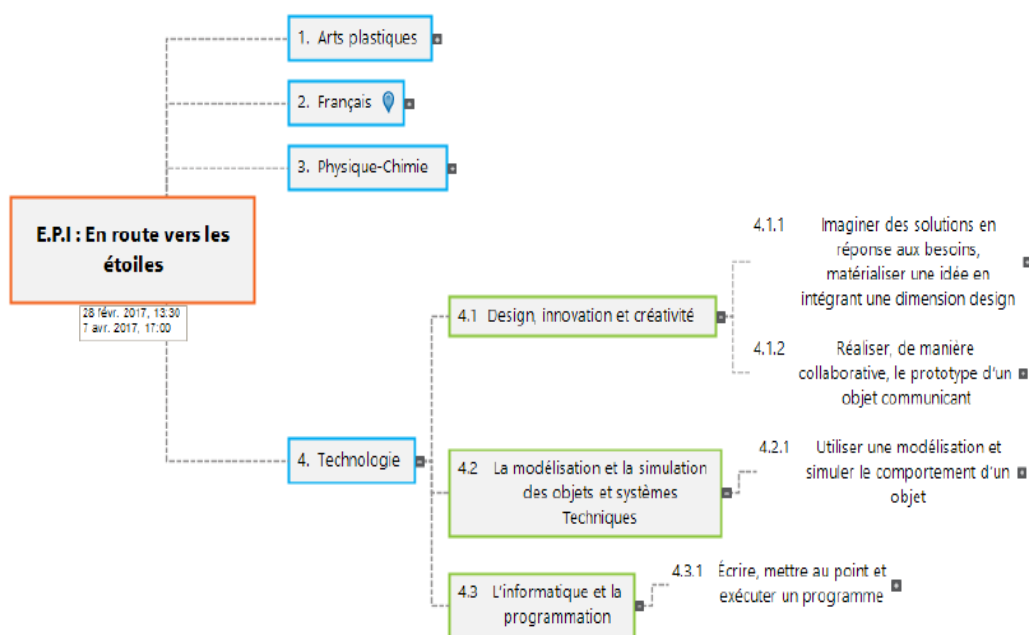 1. Arts plastiques
2. Français
3. Physique-Chimie
E.P.I : En route vers les
étoiles
28 févr. 2017, 13:30
7 avr. 2017, 17:00
4. Technologie
4.1 Design, innovation et créativité
4.1.1 Imaginer des solutions en
réponse aux besoins,
matérialiser une idée en
intégrant une dimension design
4.1.2 Réaliser, de manière
collaborative, le prototype d'un
objet communicant
4.2 La modélisation et la simulation
des objets et systèmes
Techniques
4.2.1 Utiliser une modélisation et
simuler le comportement d'un
objet
4.3 L'informatique et la
programmation
4.3.1 Écrire, mettre au point et
exécuter un programme